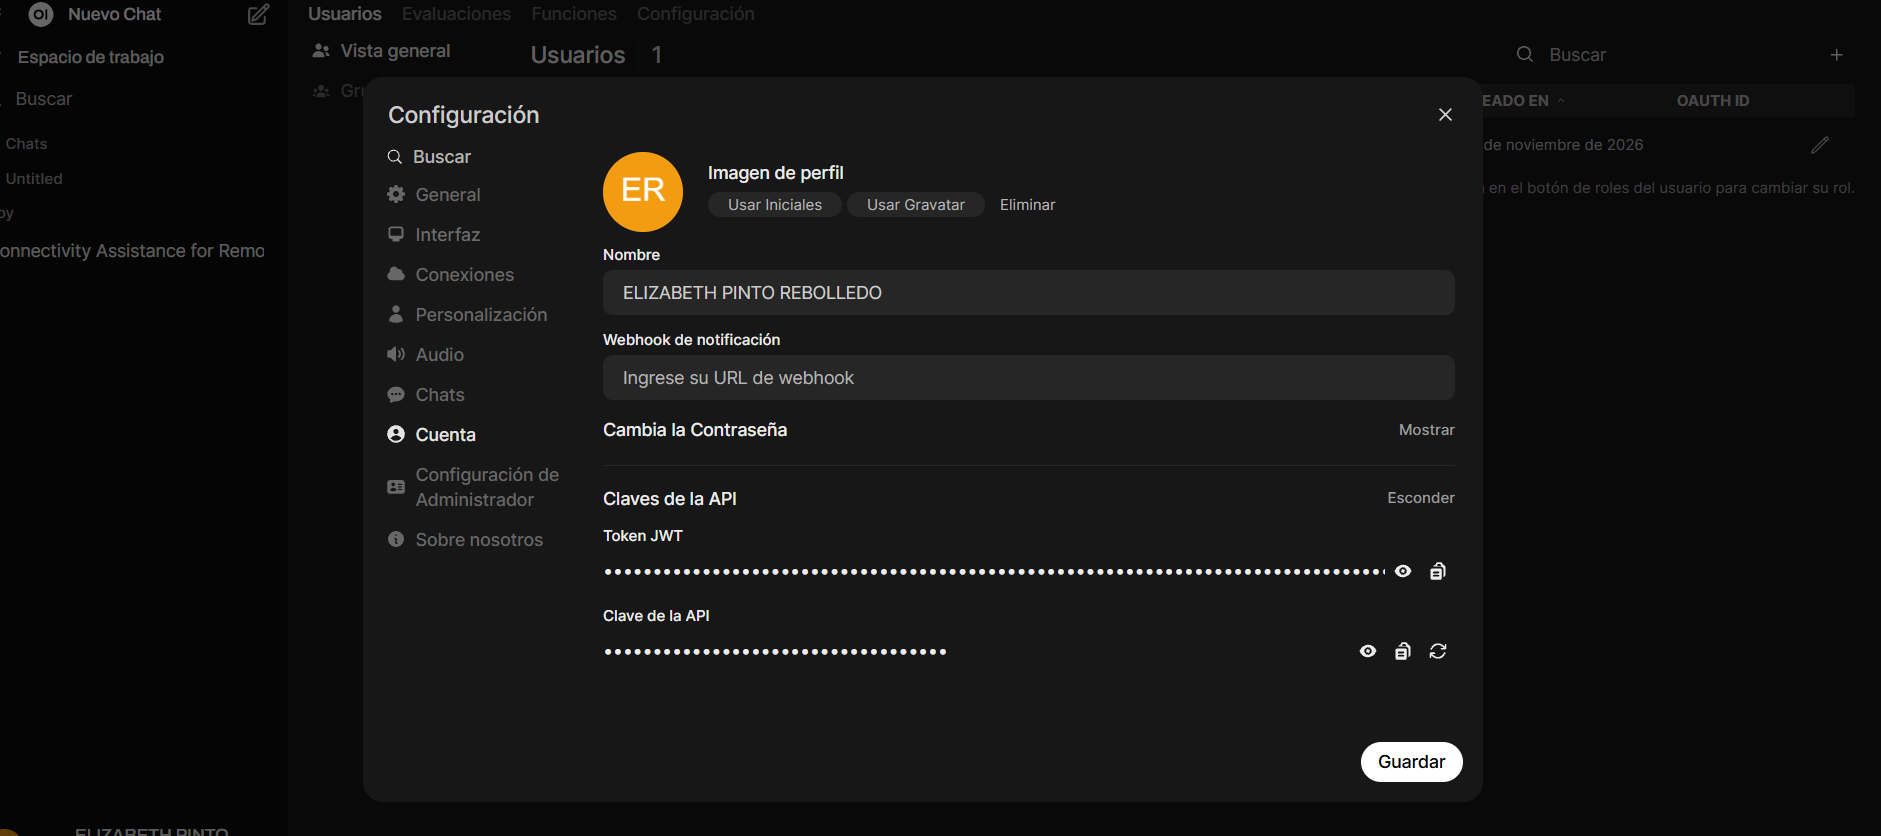 OI Nuevo Chat
Espacio de trabajo
Buscar
Chats
Untitled
onnectivity Assistance for Remo
ELIZABETH PINTO
Usuarios Evaluaciones Funciones Configuración
Vista general
Usuarios 1
Buscar
EADO EN OAUTH ID
de noviembre de 2026
en el botón de roles del usuario para cambiar su rol.
Configuración
Buscar
General
Interfaz
Conexiones
Personalización
Audio
Chats
Cuenta
Configuración de
Administrador
Sobre nosotros
ER
Imagen de perfil
Usar Iniciales Usar Gravatar Eliminar
Nombre
ELIZABETH PINTO REBOLLEDO
Webhook de notificación
Ingrese su URL de webhook
Cambia la Contraseña Mostrar
Claves de la API Esconder
Token JWT
Clave de la API
Guardar